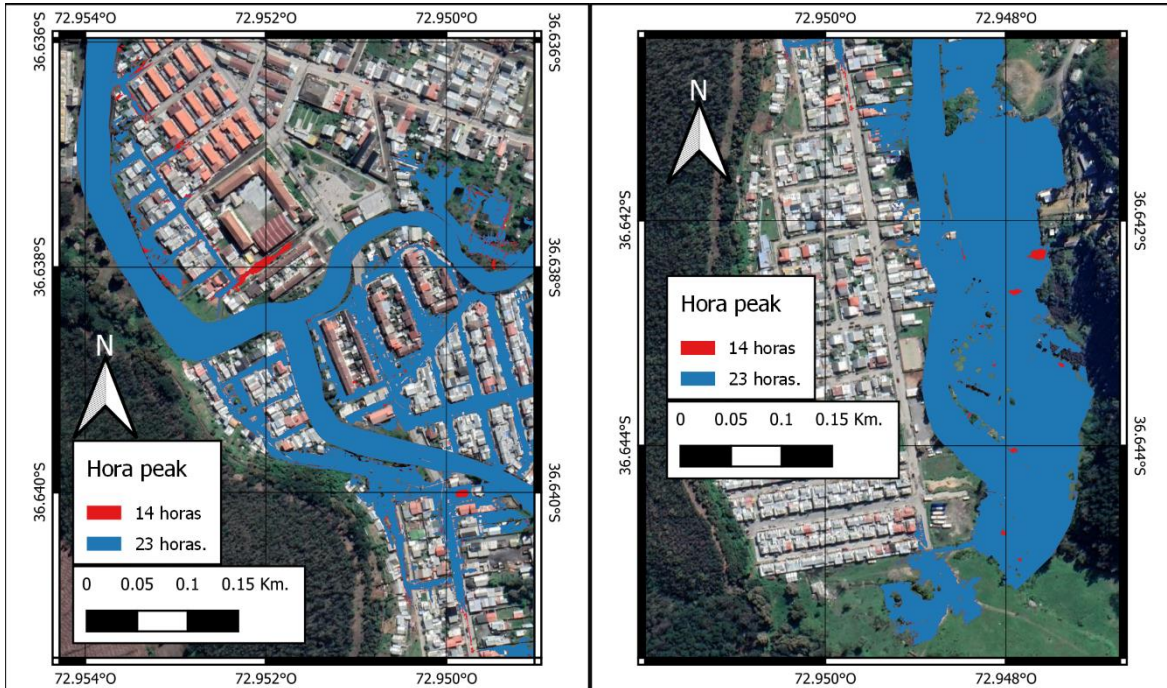 72.954°O 72.952°O 72.950°O
36.636°S 36.636°S
36.638°S 36.638°S
N
36.640°S 36.640°S
Hora peak
14 horas
23 horas.
0 0.05 0.1 0.15 Km.
72.954°O 72.952°O 72.950°O
72.950°O 72.948°O
N
36.642°S 36.642°S
Hora peak
14 horas
23 horas.
0 0.05 0.1 0.15 Km.
36.644°S 36.644°S
72.950°O 72.948°O